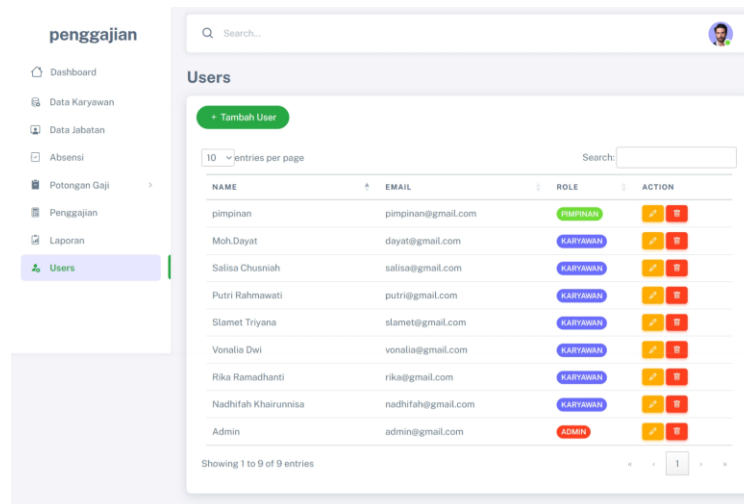 penggajian
Search...
Dashboard
Data Karyawan
Data Jabatan
Absensi
Potongan Gaji
Penggajian
Laporan
Users
Users
+ Tambah User
10 entries per page
Search:
NAME EMAIL ROLE ACTION
pimpinan pimpinan@gmail.com PIMPINAN
Moh.Dayat dayat@gmail.com KARYAWAN
Salisa Chusniah salisa@gmail.com KARYAWAN
Putri Rahmawati putri@gmail.com KARYAWAN
Slamet Triyana slamet@gmail.com KARYAWAN
Vonalia Dwi vonalia@gmail.com KARYAWAN
Rika Ramadhanti rika@gmail.com KARYAWAN
Nadhifah Khairunnisa nadhifah@gmail.com KARYAWAN
Admin admin@gmail.com ADMIN
Showing 1 to 9 of 9 entries « ‹ 1 › »